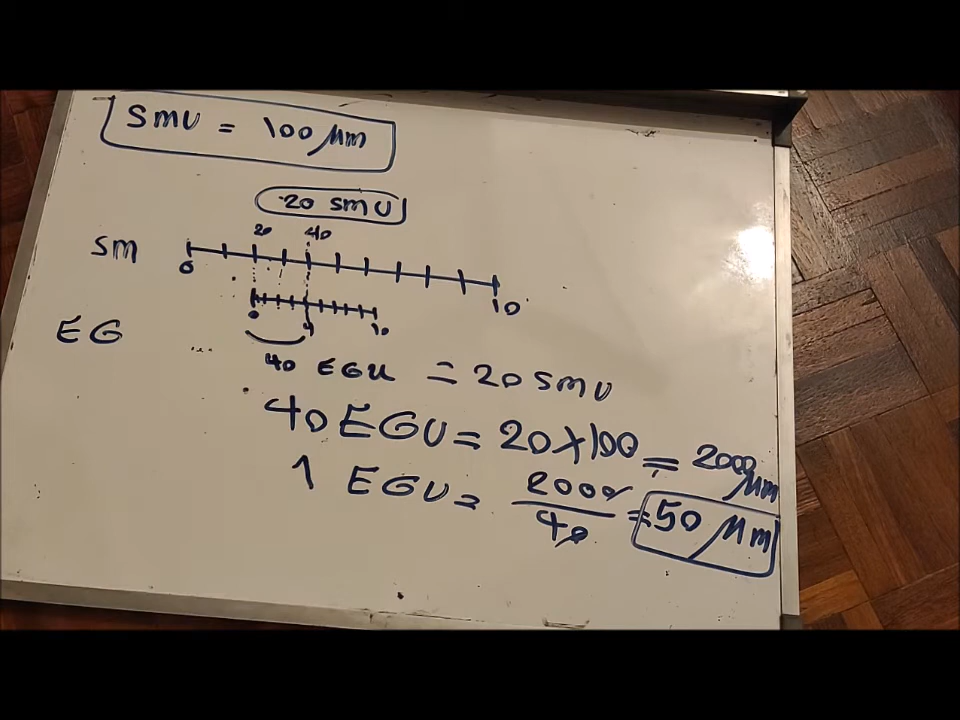 SMU = 100 μm
20 SMU
20 40
SM
0 10
0 4 10
EG
40 EGU = 20 SMU
40 EGU = 20 X 100 = 2000 μm
1 EGU = 2000/40 = 50 μm